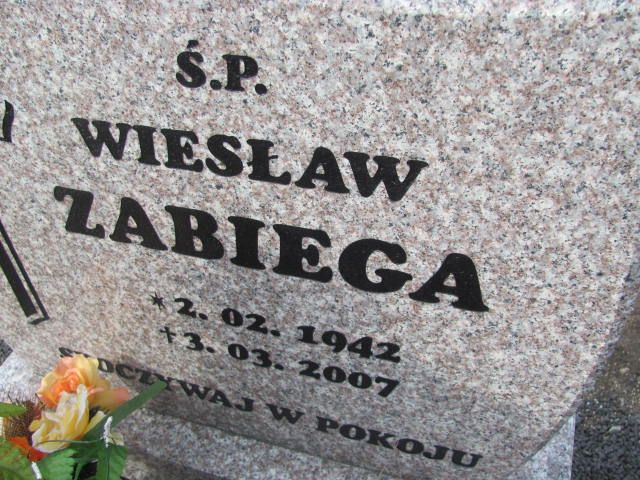 Ś.P.
WIESŁAW
ZABIEGA
*2. 02. 1942
†3. 03. 2007
SPOCZYWAJ W POKOJU